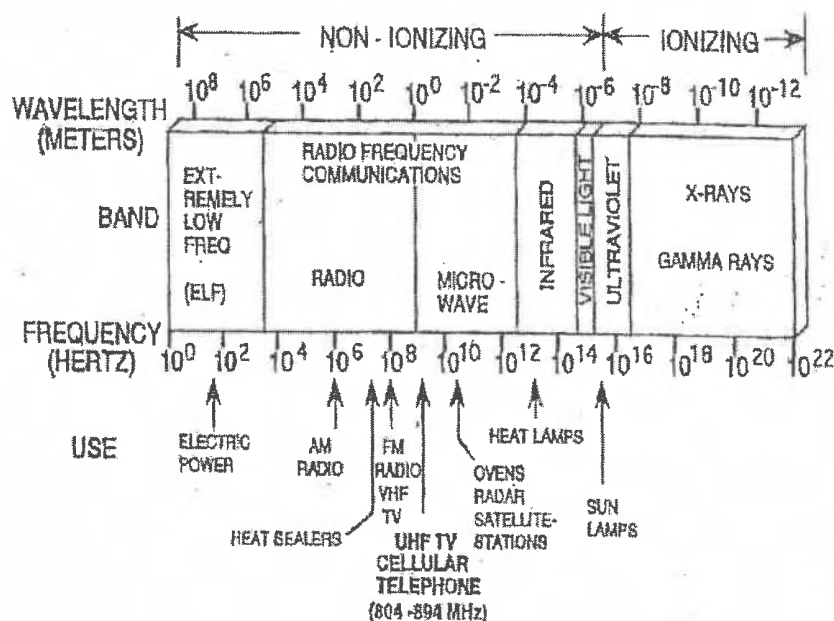 NON - IONIZING IONIZING
10^8 10^6 10^4 10^2 10^0 10^-2 10^-4 10^-6 10^-8 10^-10 10^-12
WAVELENGTH
(METERS)
BAND
EXT-
REMELY
LOW
FREQ
(ELF)
RADIO FREQUENCY
COMMUNICATIONS
RADIO
MICRO-
WAVE
INFRARED
VISIBLE LIGHT
ULTRAVIOLET
X-RAYS
GAMMA RAYS
FREQUENCY
(HERTZ)
10^0 10^2 10^4 10^6 10^8 10^10 10^12 10^14 10^16 10^18 10^20 10^22
USE
ELECTRIC
POWER
AM
RADIO
HEAT SEALERS
FM
RADIO
VHF
TV
UHF TV
CELLULAR
TELEPHONE
(804-894 MHz)
OVENS
RADAR
SATELLITE-
STATIONS
HEAT LAMPS
SUN
LAMPS